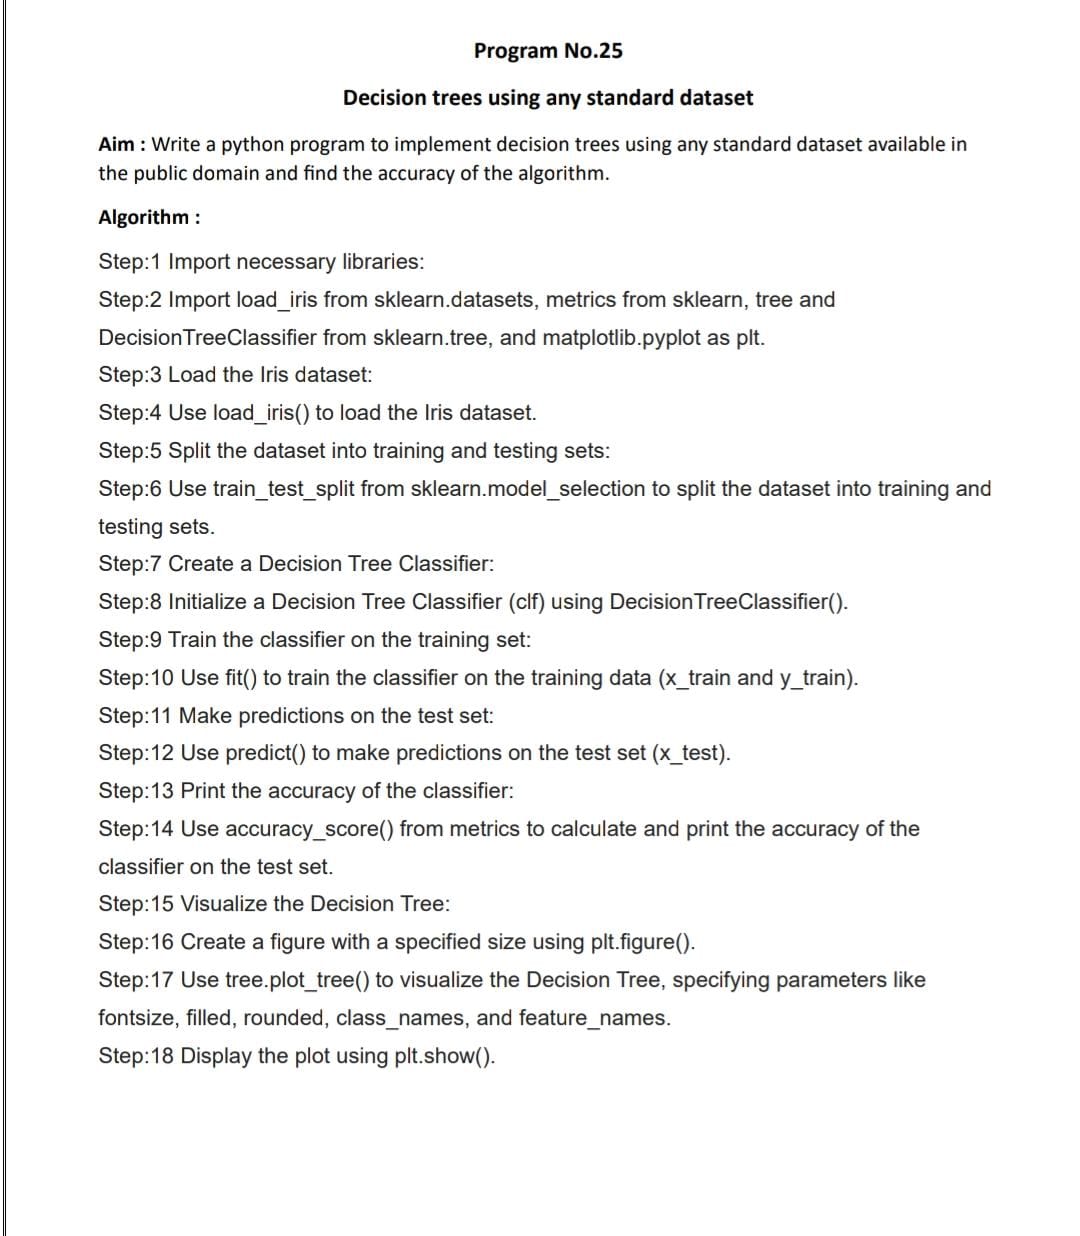 Program No.25
Decision trees using any standard dataset
Aim : Write a python program to implement decision trees using any standard dataset available in
the public domain and find the accuracy of the algorithm.
Algorithm :
Step:1 Import necessary libraries:
Step:2 Import load_iris from sklearn.datasets, metrics from sklearn, tree and
DecisionTreeClassifier from sklearn.tree, and matplotlib.pyplot as plt.
Step:3 Load the Iris dataset:
Step:4 Use load_iris() to load the Iris dataset.
Step:5 Split the dataset into training and testing sets:
Step:6 Use train_test_split from sklearn.model_selection to split the dataset into training and
testing sets.
Step:7 Create a Decision Tree Classifier:
Step:8 Initialize a Decision Tree Classifier (clf) using DecisionTreeClassifier().
Step:9 Train the classifier on the training set:
Step:10 Use fit() to train the classifier on the training data (x_train and y_train).
Step:11 Make predictions on the test set:
Step:12 Use predict() to make predictions on the test set (x_test).
Step:13 Print the accuracy of the classifier:
Step:14 Use accuracy_score() from metrics to calculate and print the accuracy of the
classifier on the test set.
Step:15 Visualize the Decision Tree:
Step:16 Create a figure with a specified size using plt.figure().
Step:17 Use tree.plot_tree() to visualize the Decision Tree, specifying parameters like
fontsize, filled, rounded, class_names, and feature_names.
Step:18 Display the plot using plt.show().